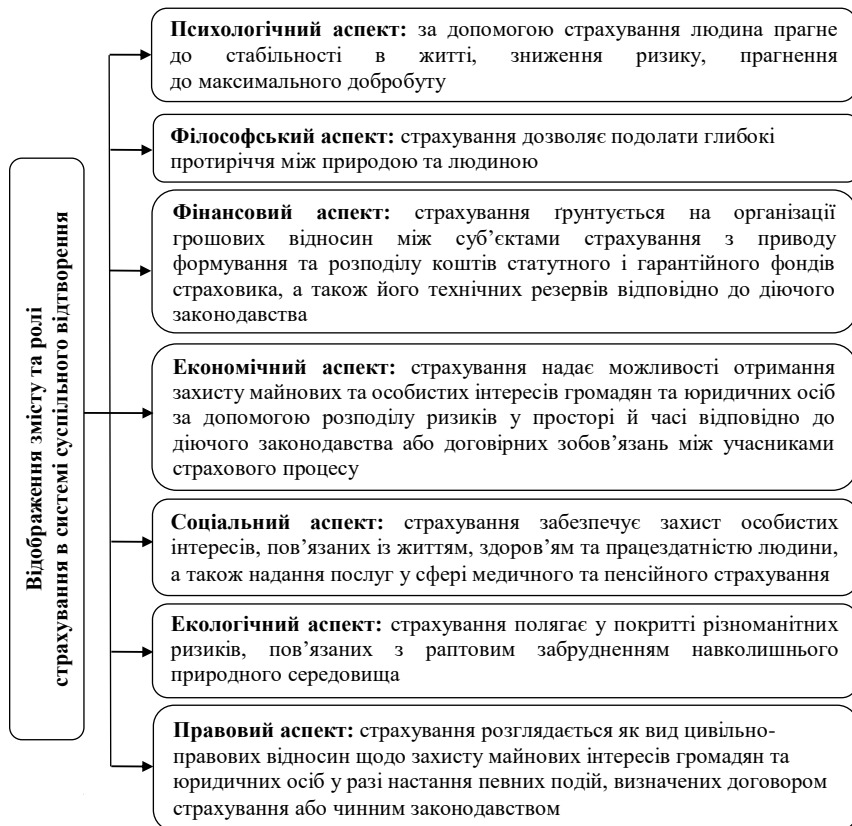 Відображення змісту та ролі
страхування в системі суспільного відтворення
Психологічний аспект: за допомогою страхування людина прагне
до стабільності в житті, зниження ризику, прагнення
до максимального добробуту
Філософський аспект: страхування дозволяє подолати глибокі
протиріччя між природою та людиною
Фінансовий аспект: страхування ґрунтується на організації
грошових відносин між суб’єктами страхування з приводу
формування та розподілу коштів статутного і гарантійного фондів
страховика, а також його технічних резервів відповідно до діючого
законодавства
Економічний аспект: страхування надає можливості отримання
захисту майнових та особистих інтересів громадян та юридичних осіб
за допомогою розподілу ризиків у просторі й часі відповідно до
діючого законодавства або договірних зобов’язань між учасниками
страхового процесу
Соціальний аспект: страхування забезпечує захист особистих
інтересів, пов’язаних із життям, здоров’ям та працездатністю людини,
а також надання послуг у сфері медичного та пенсійного страхування
Екологічний аспект: страхування полягає у покритті різноманітних
ризиків, пов’язаних з раптовим забрудненням навколишнього
природного середовища
Правовий аспект: страхування розглядається як вид цивільно-
правових відносин щодо захисту майнових інтересів громадян та
юридичних осіб у разі настання певних подій, визначених договором
страхування або чинним законодавством